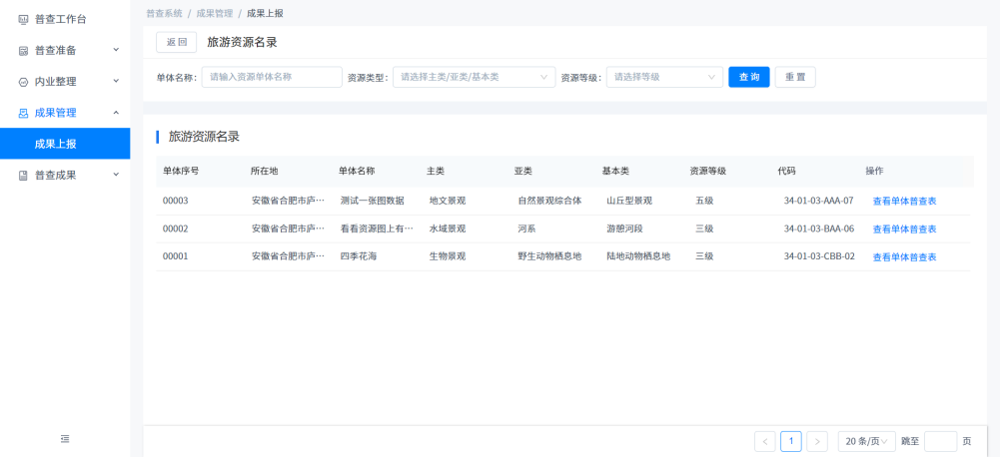 普查工作台
普查准备
内业整理
成果管理
成果上报
普查成果
普查系统 / 成果管理 / 成果上报
返回 旅游资源名录
单体名称: 请输入资源单体名称 资源类型: 请选择主类/亚类/基本类 资源等级: 请选择等级 查询 重置
旅游资源名录
单体序号 所在地 单体名称 主类 亚类 基本类 资源等级 代码 操作
00003 安徽省合肥市庐… 测试一张图数据 地文景观 自然景观综合体 山丘型景观 五级 34-01-03-AAA-07 查看单体普查表
00002 安徽省合肥市庐… 看看资源图上有… 水域景观 河系 游憩河段 三级 34-01-03-BAA-06 查看单体普查表
00001 安徽省合肥市庐… 四季花海 生物景观 野生动物栖息地 陆地动物栖息地 三级 34-01-03-CBB-02 查看单体普查表
< 1 > 20 条/页 跳至 页